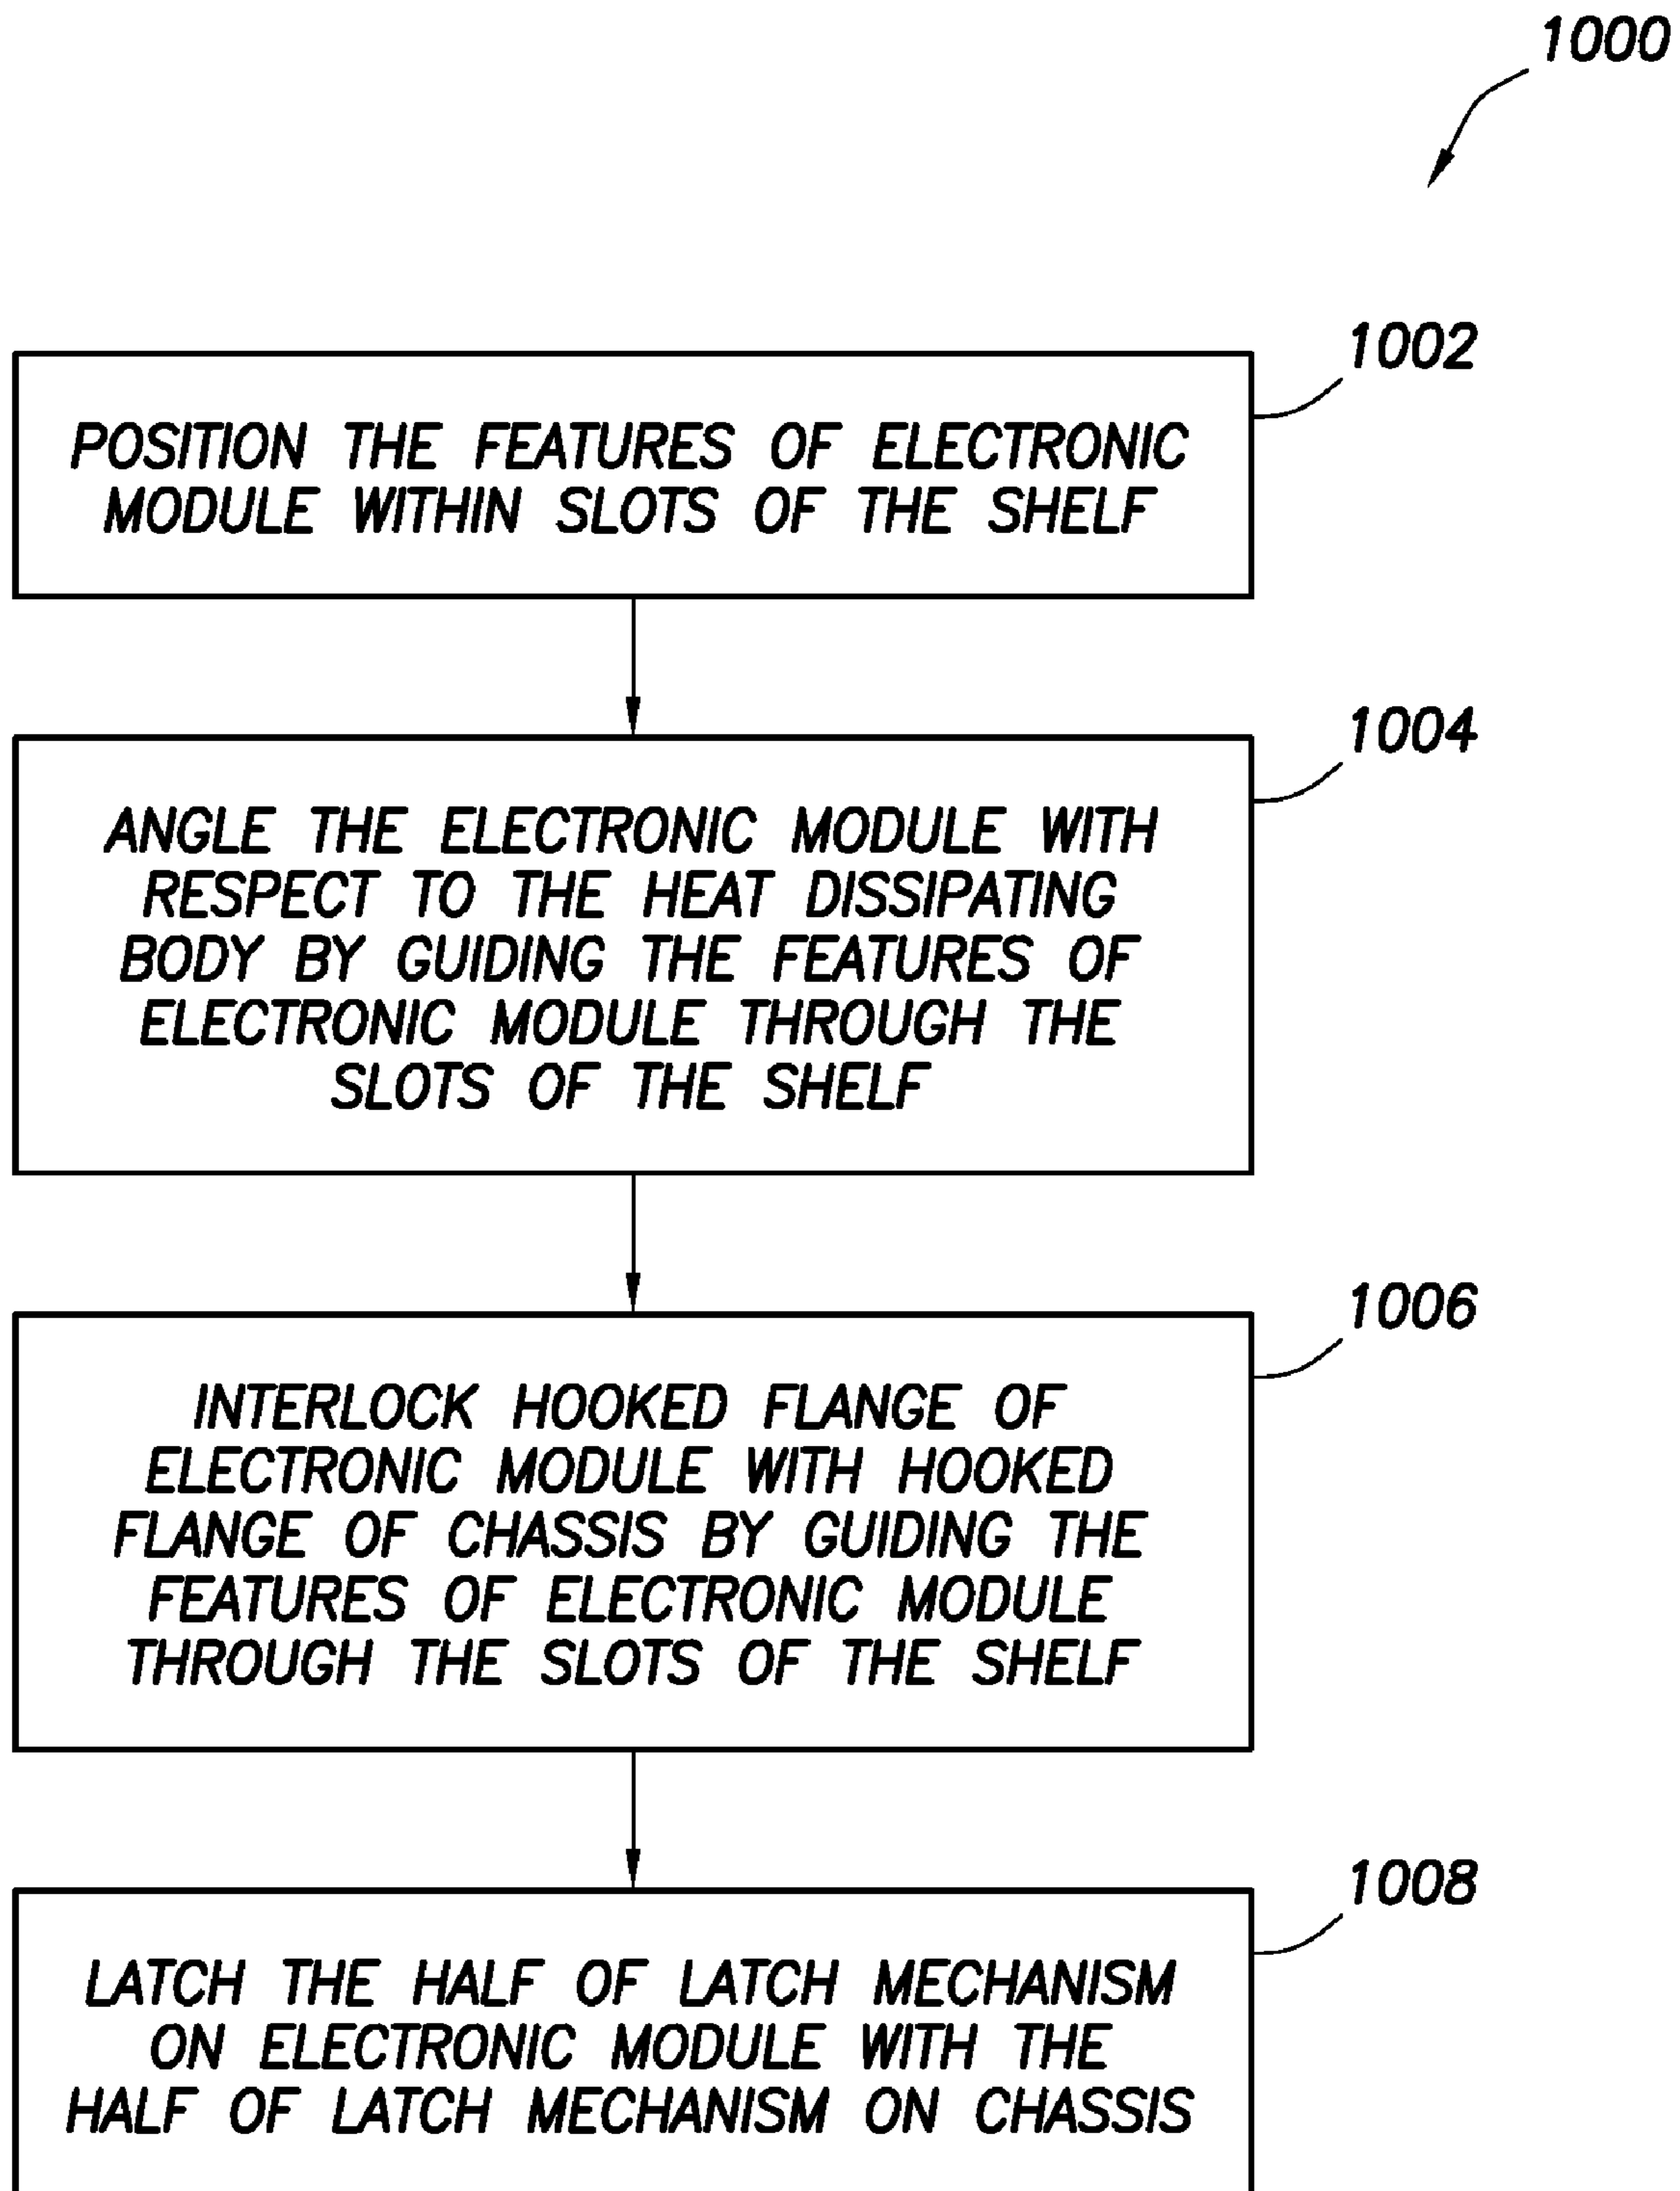 1000
1002
POSITION THE FEATURES OF ELECTRONIC
MODULE WITHIN SLOTS OF THE SHELF
1004
ANGLE THE ELECTRONIC MODULE WITH
RESPECT TO THE HEAT DISSIPATING
BODY BY GUIDING THE FEATURES OF
ELECTRONIC MODULE THROUGH THE
SLOTS OF THE SHELF
1006
INTERLOCK HOOKED FLANGE OF
ELECTRONIC MODULE WITH HOOKED
FLANGE OF CHASSIS BY GUIDING THE
FEATURES OF ELECTRONIC MODULE
THROUGH THE SLOTS OF THE SHELF
1008
LATCH THE HALF OF LATCH MECHANISM
ON ELECTRONIC MODULE WITH THE
HALF OF LATCH MECHANISM ON CHASSIS